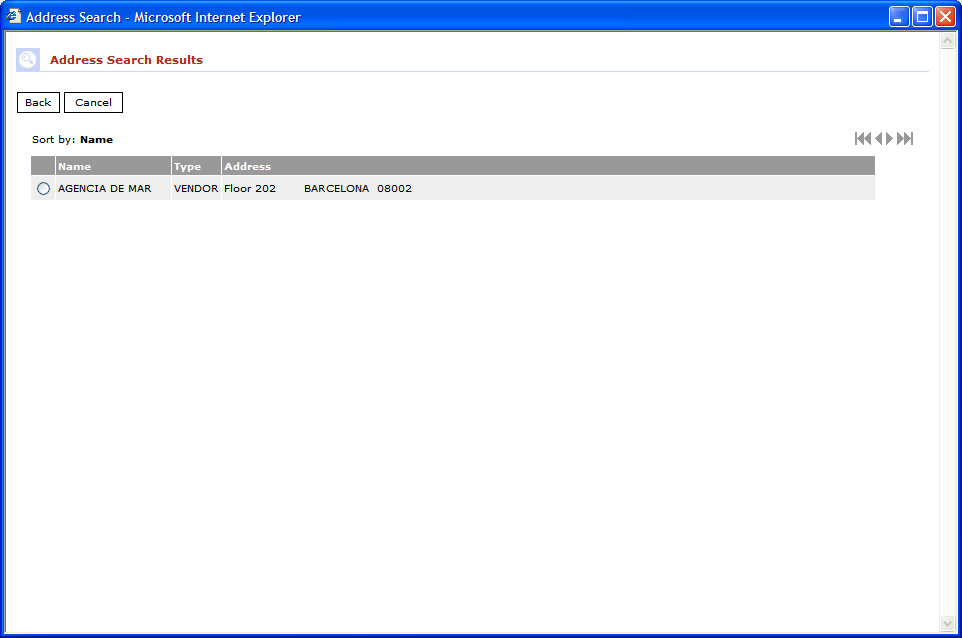 Address Search - Microsoft Internet Explorer
Address Search Results
Back Cancel
Sort by: Name
Name Type Address
AGENCIA DE MAR VENDOR Floor 202 BARCELONA 08002